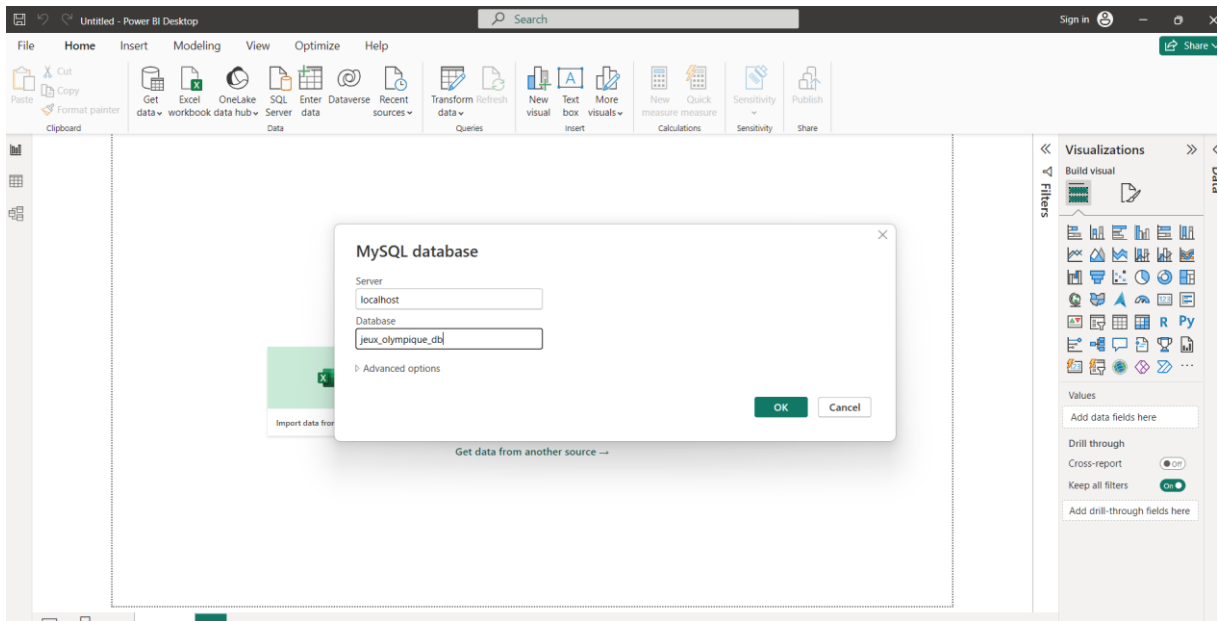 Untitled - Power BI Desktop
Search
Sign in
File Home Insert Modeling View Optimize Help
Share
Paste
Cut
Copy
Format painter
Clipboard
Get data
Excel workbook
OneLake data hub
SQL Server
Enter data
Dataverse
Recent sources
Data
Transform data
Refresh
Queries
New visual
Text box
More visuals
Insert
New measure
Quick measure
Calculations
Sensitivity
Sensitivity
Publish
Share
Filters
Visualizations
Data
Build visual
MySQL database
Server
localhost
Database
jeux_olympique_db
Advanced options
OK
Cancel
Import data fror
Get data from another source →
R Py
123
Values
Add data fields here
Drill through
Cross-report
Off
Keep all filters
On
Add drill-through fields here